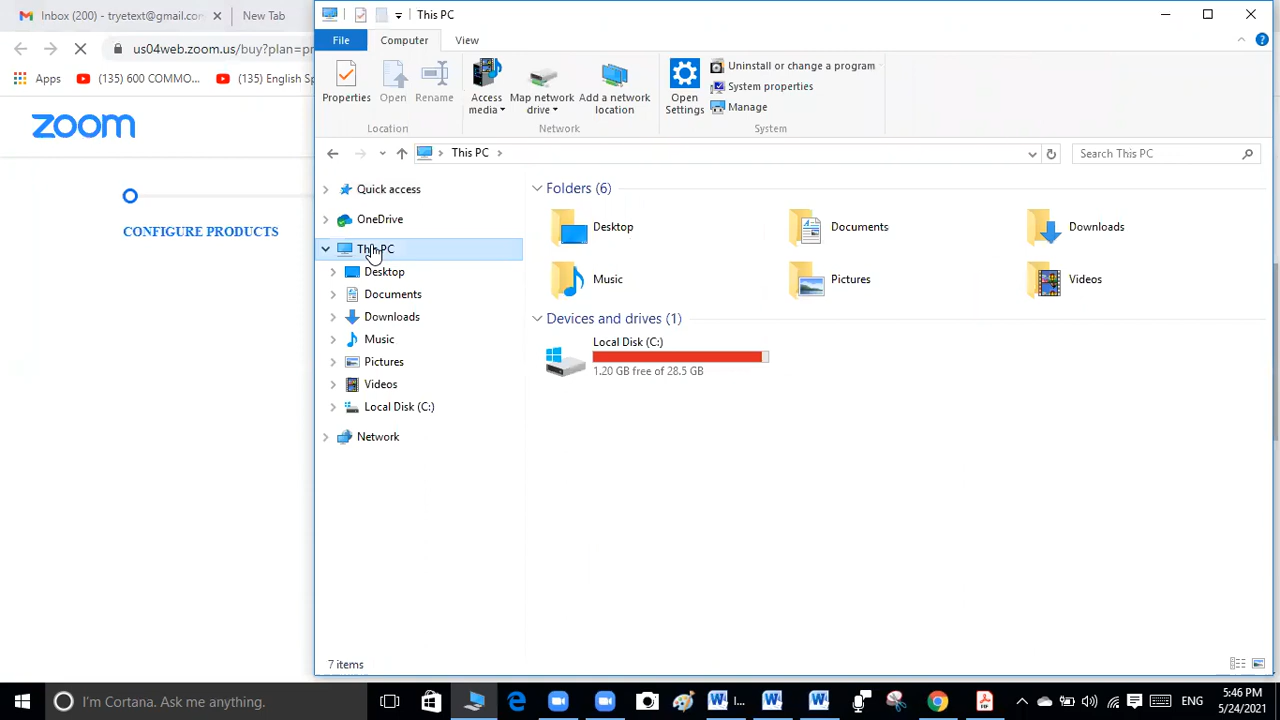 Inbox (200) - tryetext@gmail.con
New Tab
us04web.zoom.us/buy?plan=pr
Apps
(135) 600 COMMO...
(135) English Sp
zoom
CONFIGURE PRODUCTS
This PC
File
Computer
View
Properties
Open
Rename
Access media
Map network drive
Add a network location
Open Settings
Uninstall or change a program
System properties
Manage
Location
Network
System
This PC
Search This PC
Quick access
OneDrive
This PC
Desktop
Documents
Downloads
Music
Pictures
Videos
Local Disk (C:)
Network
Folders (6)
Desktop
Documents
Downloads
Music
Pictures
Videos
Devices and drives (1)
Local Disk (C:)
1.20 GB free of 28.5 GB
7 items
I'm Cortana. Ask me anything.
I...
ENG
5:46 PM
5/24/2021